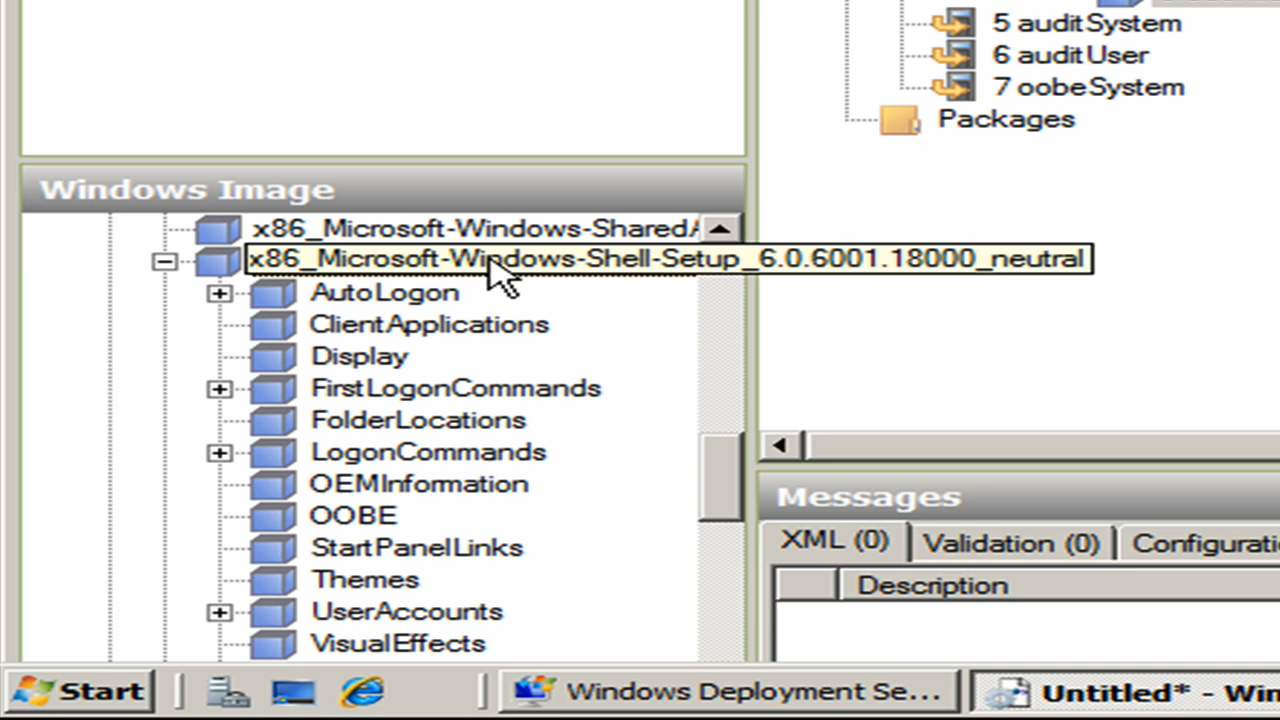 5 auditSystem
6 auditUser
7 oobeSystem
Packages
Windows Image
x86_Microsoft-Windows-SharedA
x86_Microsoft-Windows-Shell-Setup_6.0.6001.18000_neutral
AutoLogon
ClientApplications
Display
FirstLogonCommands
FolderLocations
LogonCommands
OEMInformation
OOBE
StartPanelLinks
Themes
UserAccounts
VisualEffects
Messages
XML (0)
Validation (0)
Configurati
Description
Start
Windows Deployment Se...
Untitled* - Win